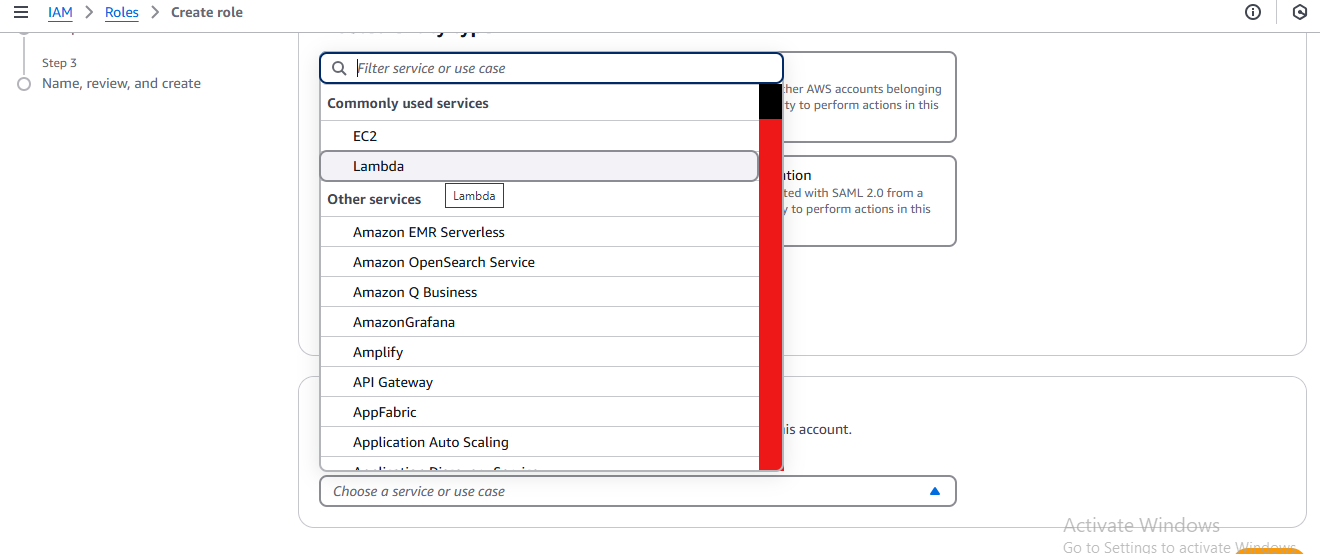 IAM > Roles > Create role
Step 3
Name, review, and create
Filter service or use case
Commonly used services
EC2
Lambda
Other services
Lambda
Amazon EMR Serverless
Amazon OpenSearch Service
Amazon Q Business
AmazonGrafana
Amplify
API Gateway
AppFabric
Application Auto Scaling
her AWS accounts belonging
ty to perform actions in this
tion
ted with SAML 2.0 from a
y to perform actions in this
is account.
Choose a service or use case
Activate Windows
Go to Settings to activate Windows.